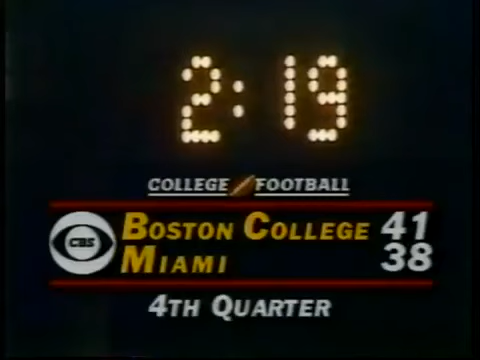 2:19
COLLEGE FOOTBALL
CBS BOSTON COLLEGE 41
MIAMI 38
4TH QUARTER